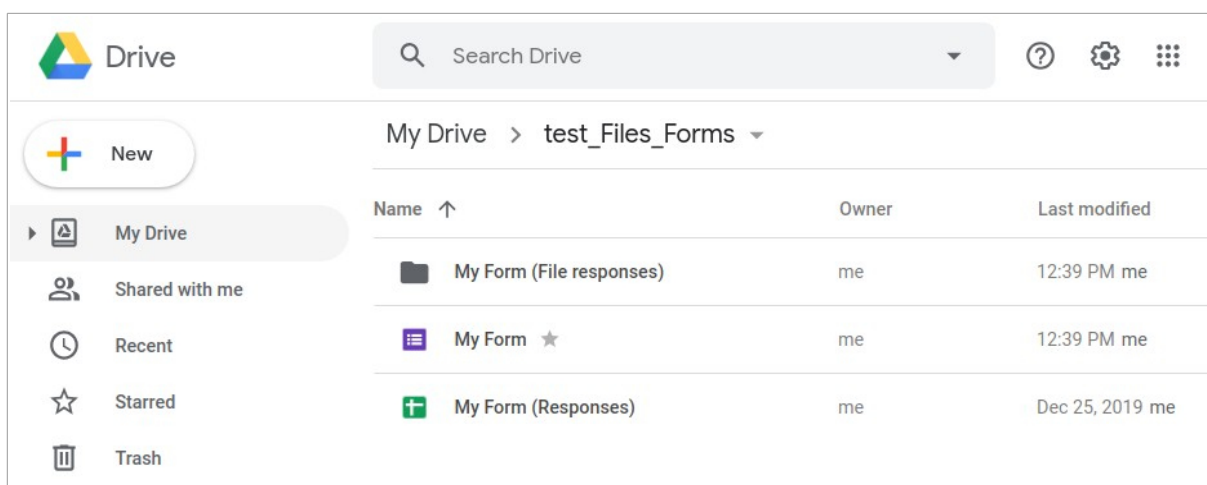 Drive
Search Drive
New
My Drive > test_Files_Forms
Name Owner Last modified
My Drive
My Form (File responses) me 12:39 PM me
Shared with me
My Form me 12:39 PM me
Recent
My Form (Responses) me Dec 25, 2019 me
Starred
Trash